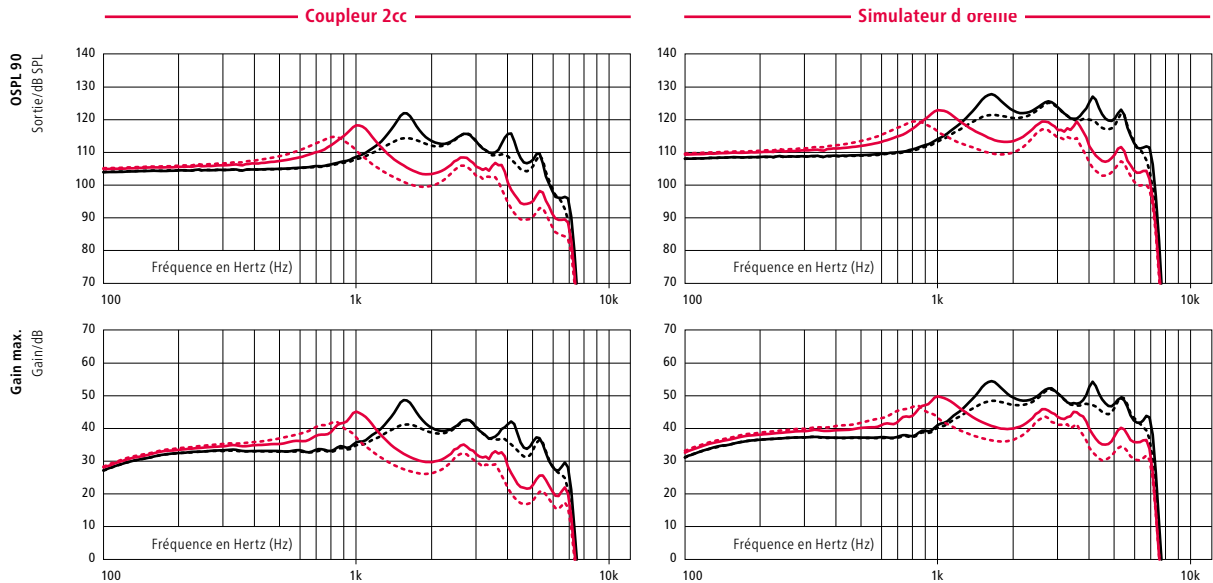 Coupleur 2cc
Simulateur d oreille
OSPL 90
Sortie/dB SPL
140
130
120
110
100
90
80
70
Fréquence en Hertz (Hz)
100
1k
10k
140
130
120
110
100
90
80
70
Fréquence en Hertz (Hz)
100
1k
10k
Gain max.
Gain/dB
70
60
50
40
30
20
10
0
Fréquence en Hertz (Hz)
100
1k
10k
70
60
50
40
30
20
10
0
Fréquence en Hertz (Hz)
100
1k
10k